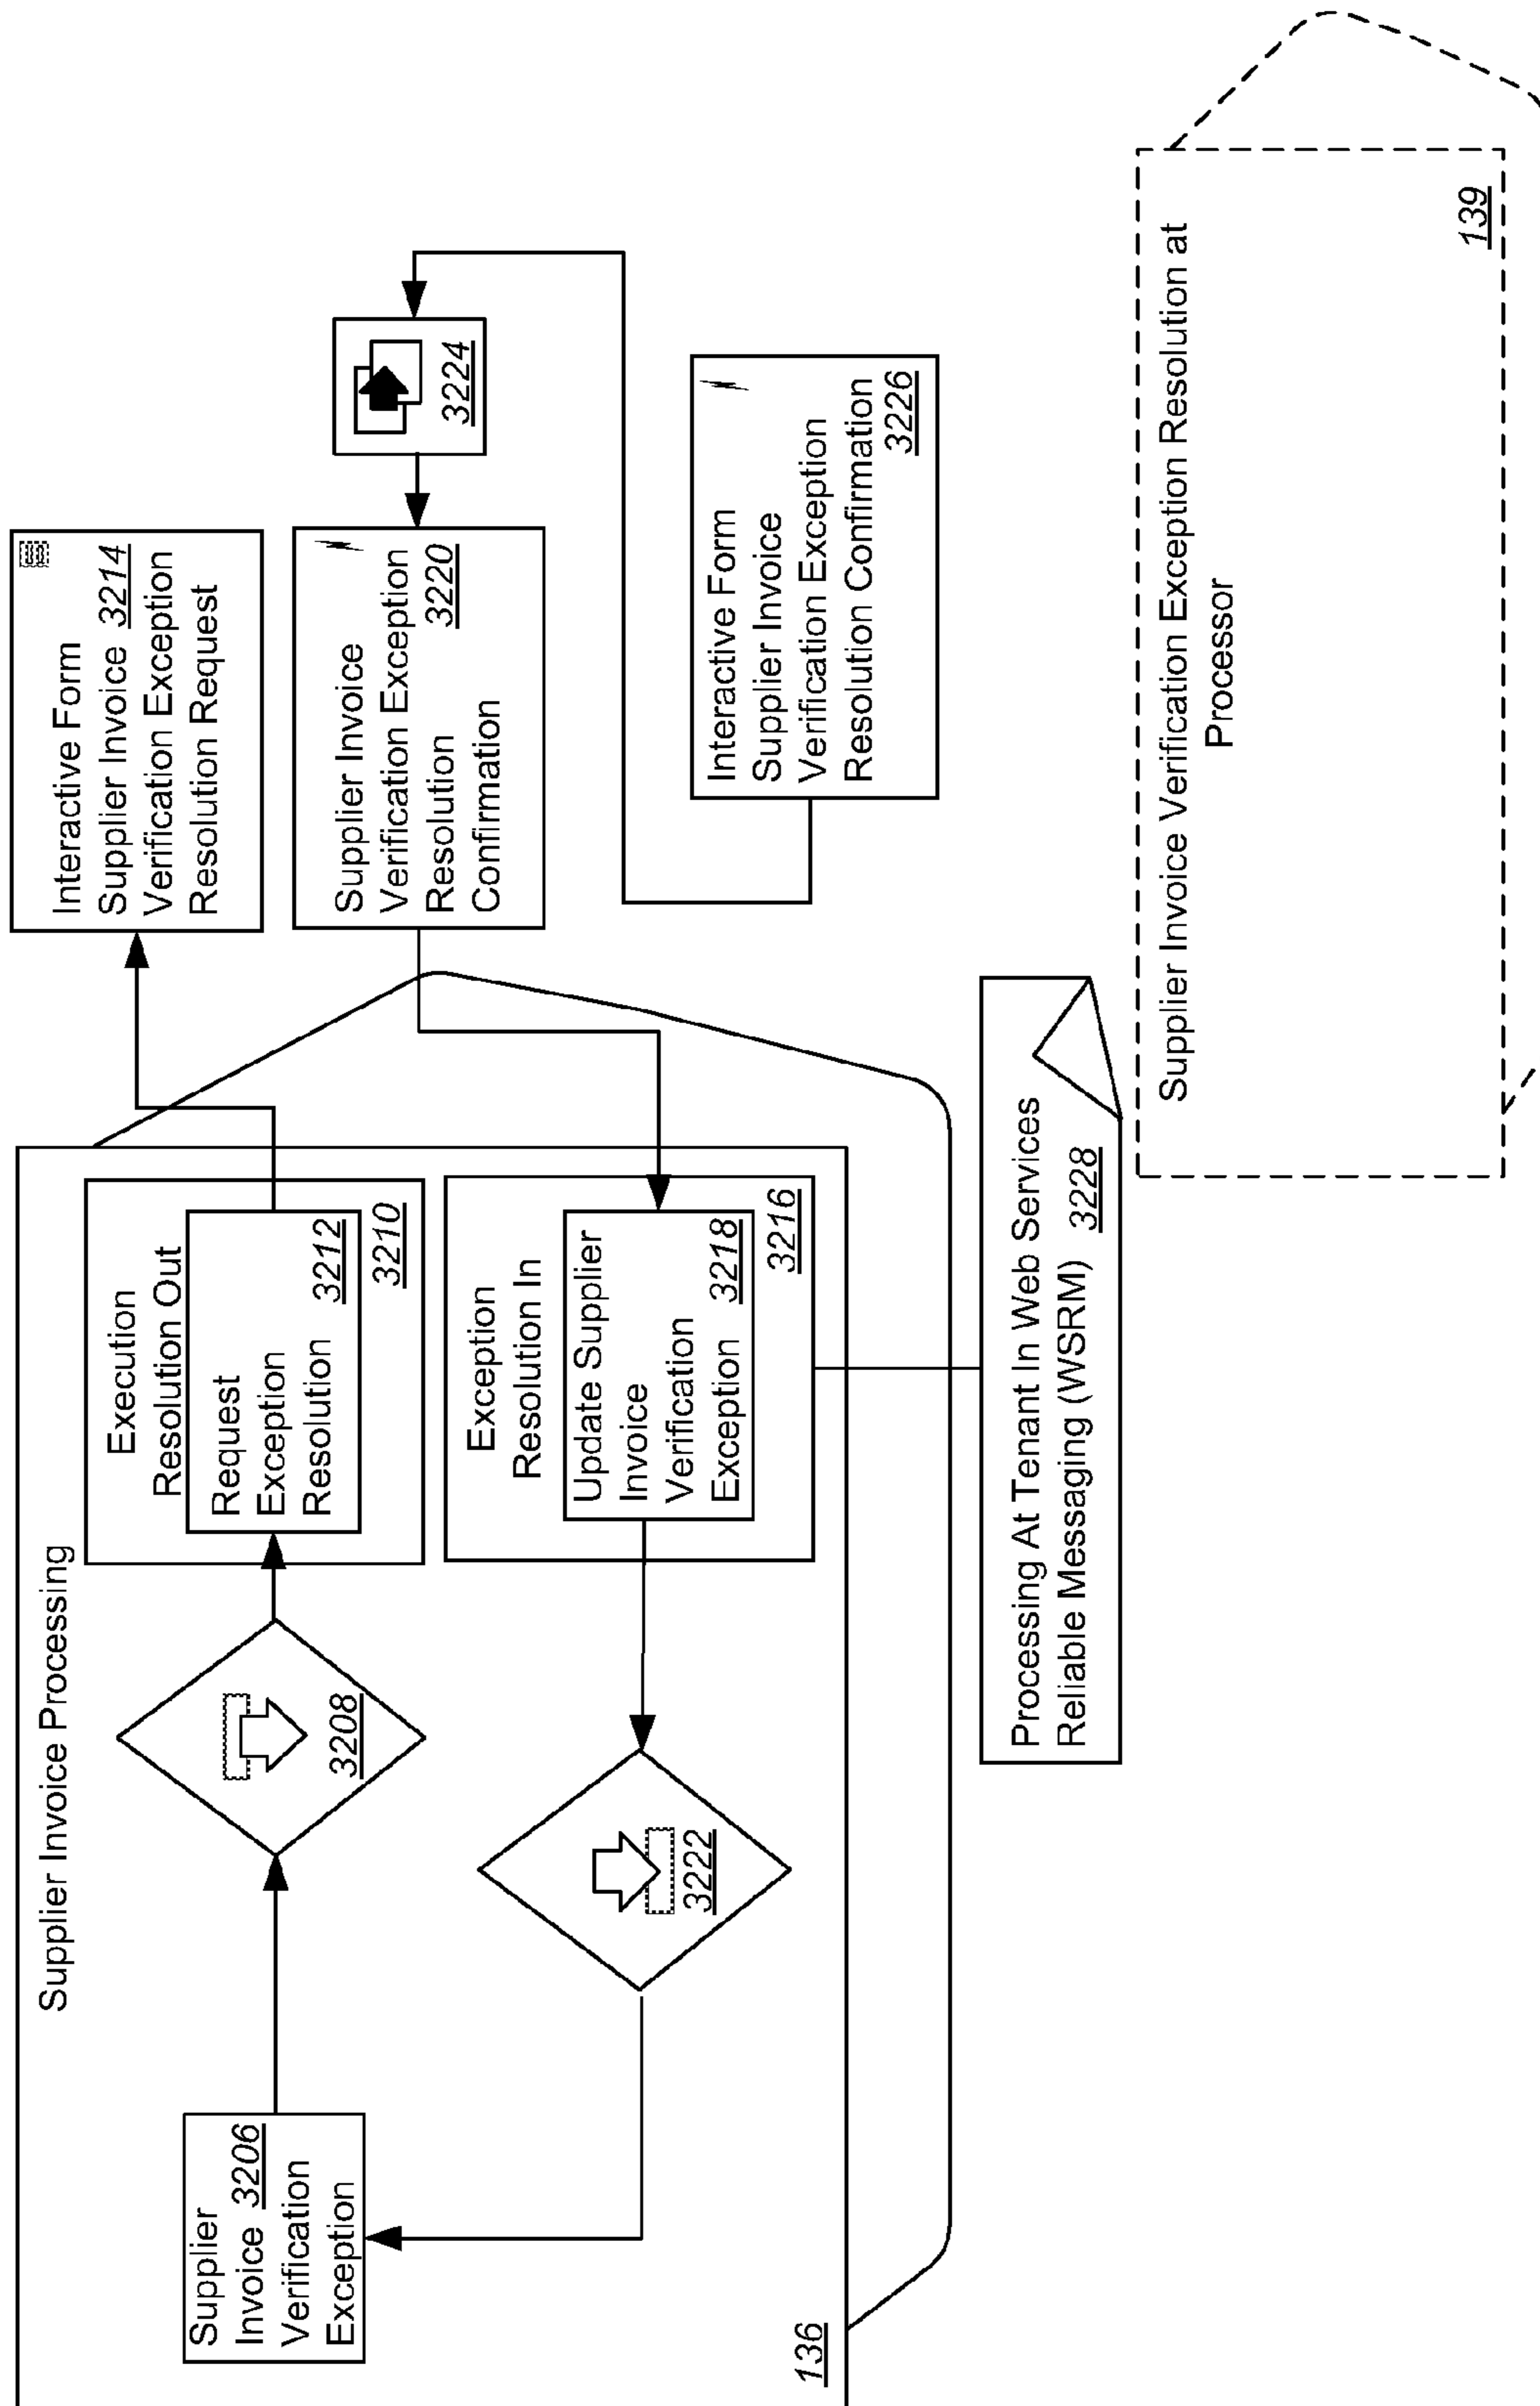 Supplier Invoice Processing
Supplier
Invoice 3206
Verification
Exception
3208
Execution
Resolution Out
Request
Exception
Resolution 3212
3210
Interactive Form
Supplier Invoice 3214
Verification Exception
Resolution Request
Exception
Resolution In
Update Supplier
Invoice
Verification
Exception 3218
3216
Supplier Invoice
Verification Exception
Resolution 3220
Confirmation
3224
3222
Interactive Form
Supplier Invoice
Verification Exception
Resolution Confirmation
3226
136
Processing At Tenant In Web Services
Reliable Messaging (WSRM) 3228
Supplier Invoice Verification Exception Resolution at
Processor
139